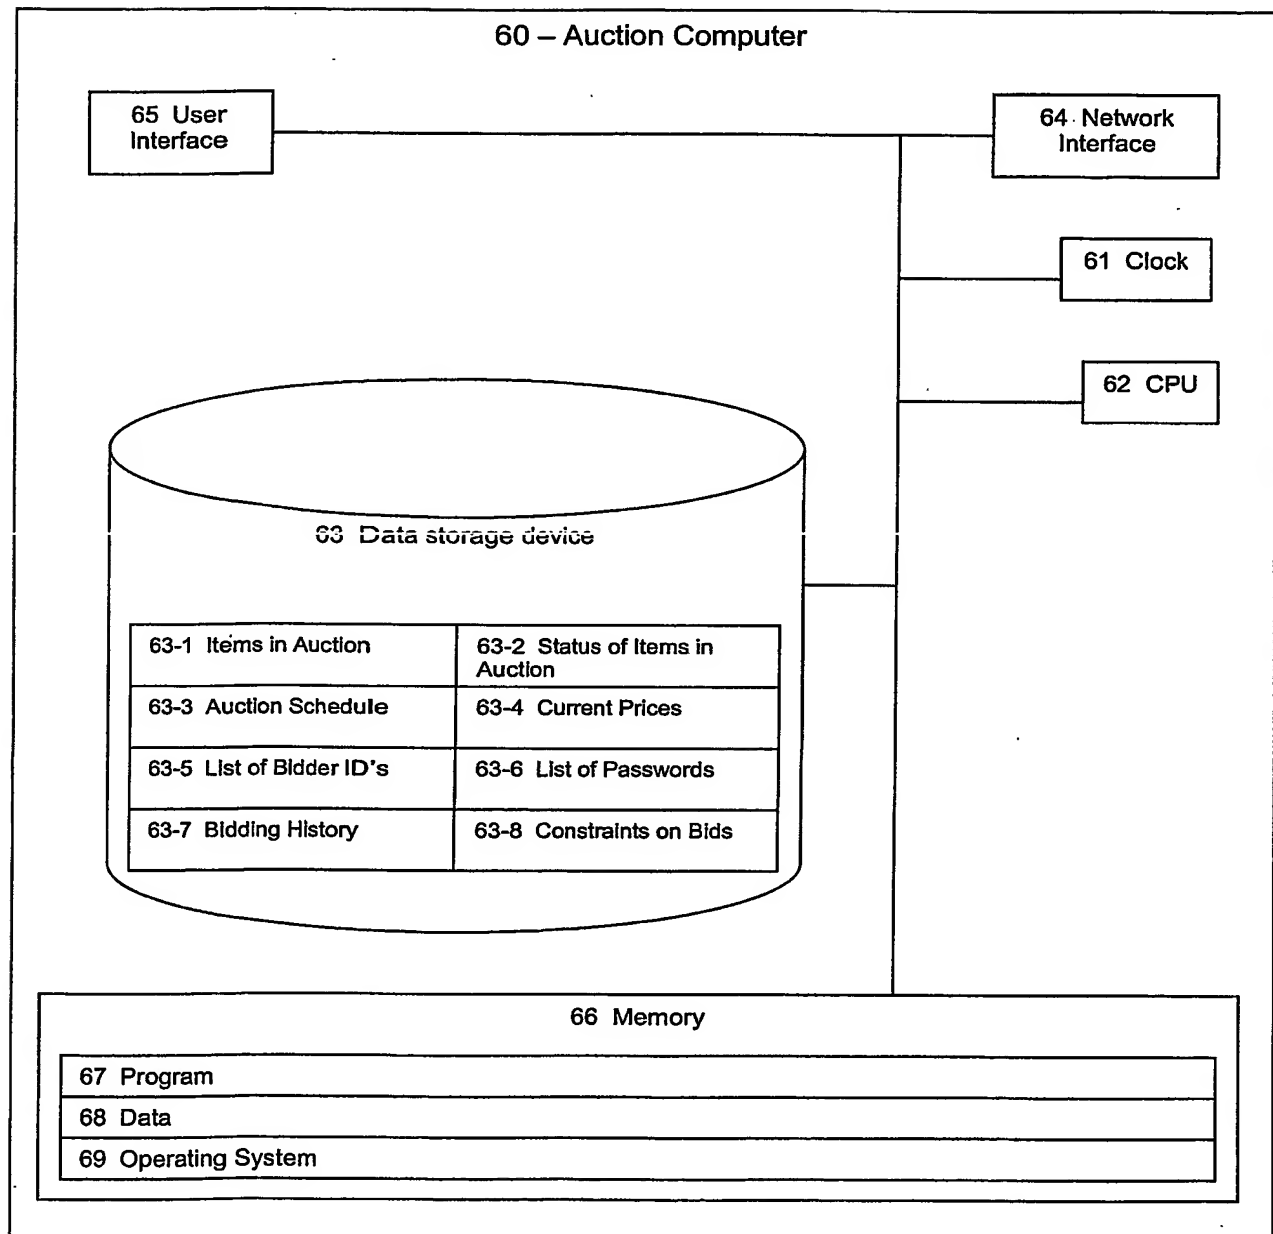 60 – Auction Computer
65 User
Interface
64 Network
Interface
61 Clock
62 CPU
63 Data storage device
63-1 Items in Auction
63-2 Status of Items in
Auction
63-3 Auction Schedule
63-4 Current Prices
63-5 List of Bidder ID's
63-6 List of Passwords
63-7 Bidding History
63-8 Constraints on Bids
66 Memory
67 Program
68 Data
69 Operating System